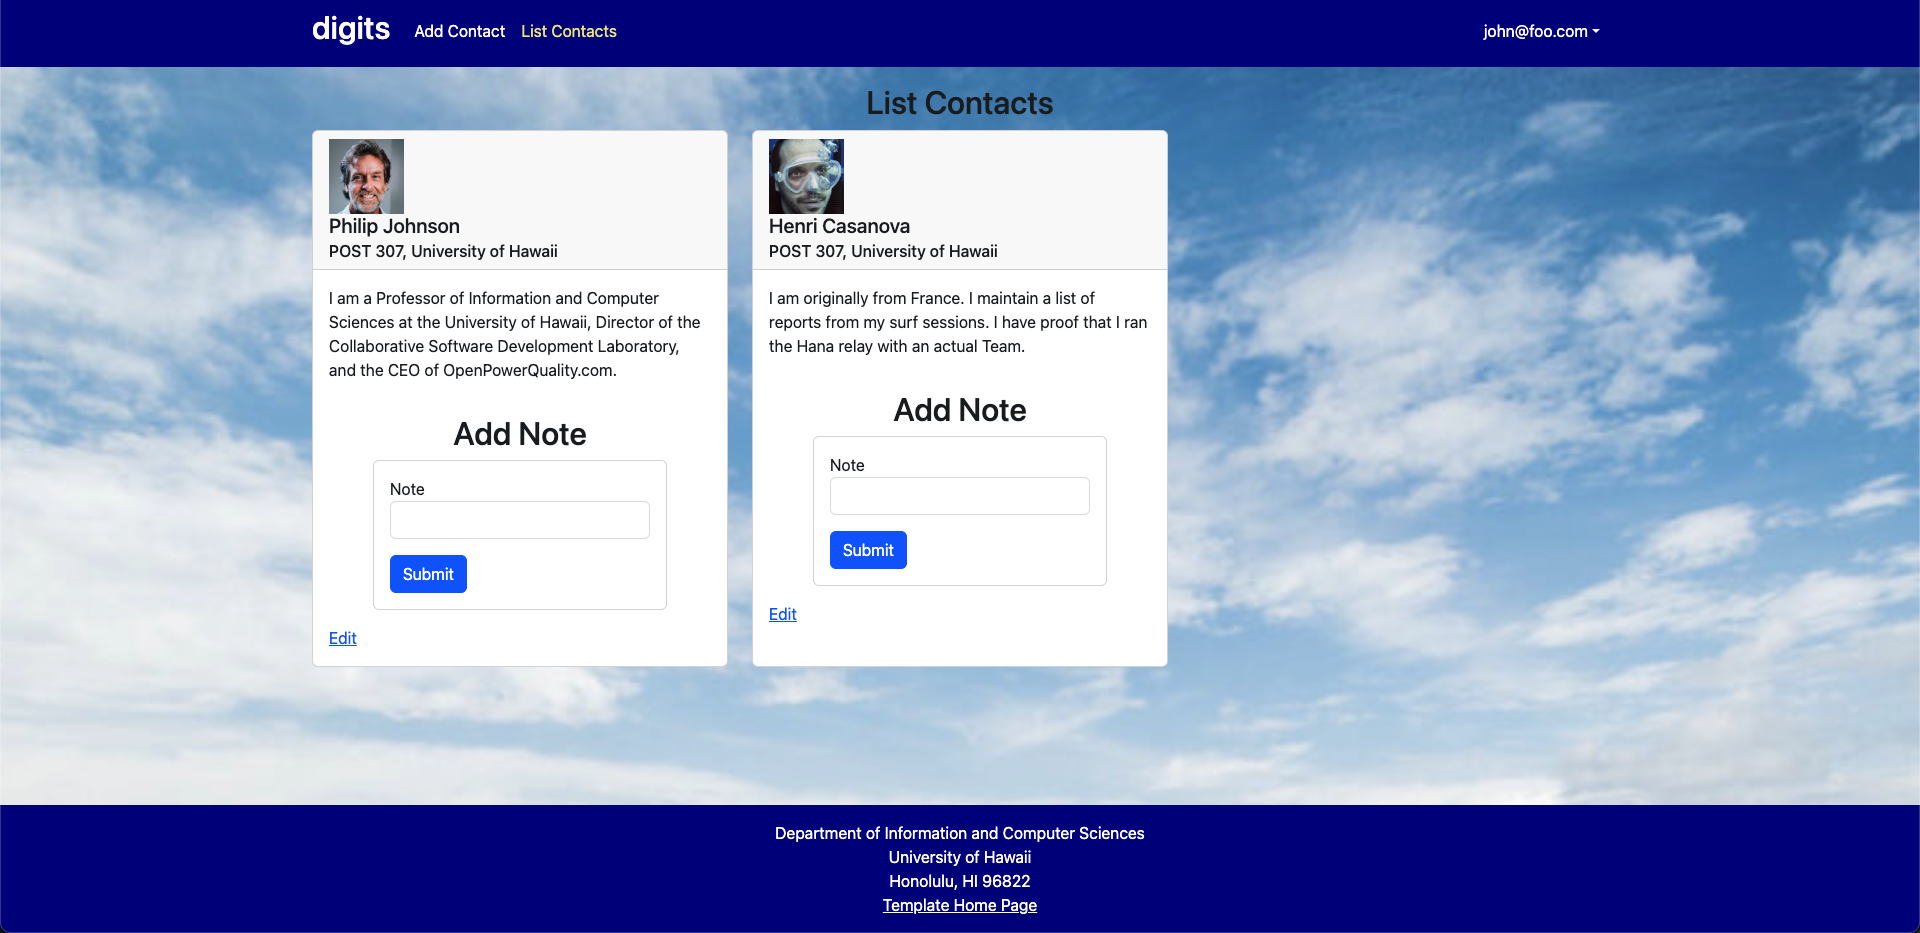 digits
Add Contact
List Contacts
john@foo.com
List Contacts
Philip Johnson
POST 307, University of Hawaii
I am a Professor of Information and Computer
Sciences at the University of Hawaii, Director of the
Collaborative Software Development Laboratory,
and the CEO of OpenPowerQuality.com.
Add Note
Note
Submit
Edit
Henri Casanova
POST 307, University of Hawaii
I am originally from France. I maintain a list of
reports from my surf sessions. I have proof that I ran
the Hana relay with an actual Team.
Add Note
Note
Submit
Edit
Department of Information and Computer Sciences
University of Hawaii
Honolulu, HI 96822
Template Home Page